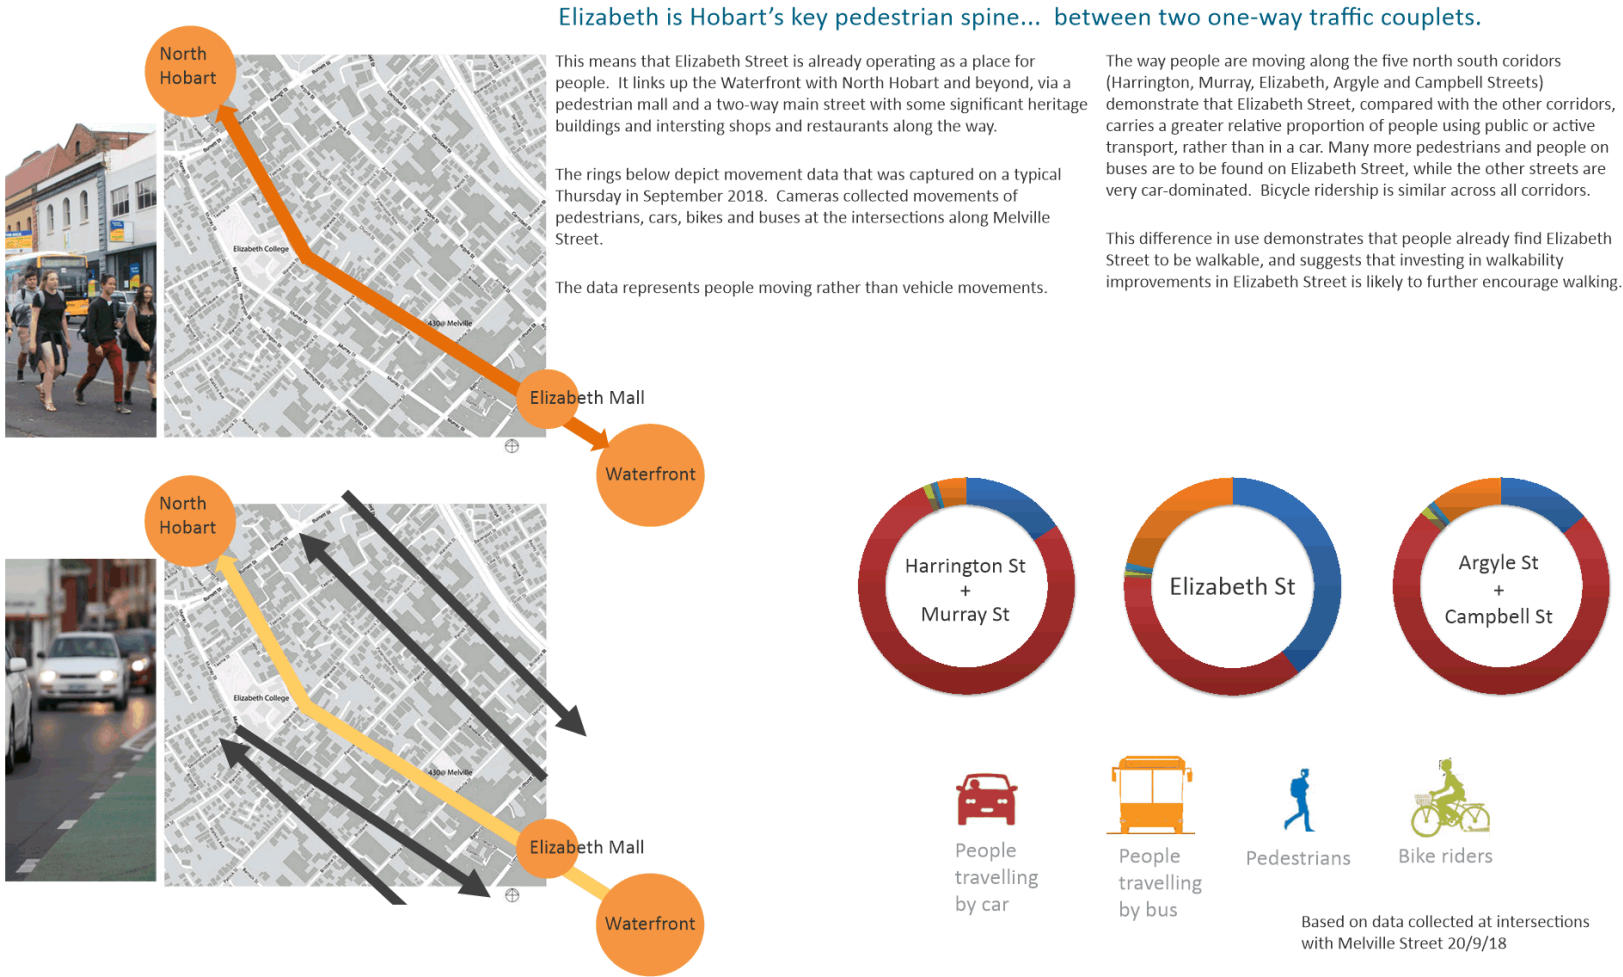 Elizabeth is Hobart's key pedestrian spine... between two one-way traffic couplets.
North
Hobart
Elizabeth College
430@ Melville
Elizabeth Mall
Waterfront
This means that Elizabeth Street is already operating as a place for
people. It links up the Waterfront with North Hobart and beyond, via a
pedestrian mall and a two-way main street with some significant heritage
buildings and intersting shops and restaurants along the way.
The rings below depict movement data that was captured on a typical
Thursday in September 2018. Cameras collected movements of
pedestrians, cars, bikes and buses at the intersections along Melville
Street.
The data represents people moving rather than vehicle movements.
The way people are moving along the five north south coridors
(Harrington, Murray, Elizabeth, Argyle and Campbell Streets)
demonstrate that Elizabeth Street, compared with the other corridors,
carries a greater relative proportion of people using public or active
transport, rather than in a car. Many more pedestrians and people on
buses are to be found on Elizabeth Street, while the other streets are
very car-dominated. Bicycle ridership is similar across all corridors.
This difference in use demonstrates that people already find Elizabeth
Street to be walkable, and suggests that investing in walkability
improvements in Elizabeth Street is likely to further encourage walking.
North
Hobart
Elizabeth College
430@ Melville
Elizabeth Mall
Waterfront
Harrington St
+
Murray St
Elizabeth St
Argyle St
+
Campbell St
People
travelling
by car
People
travelling
by bus
Pedestrians
Bike riders
Based on data collected at intersections
with Melville Street 20/9/18